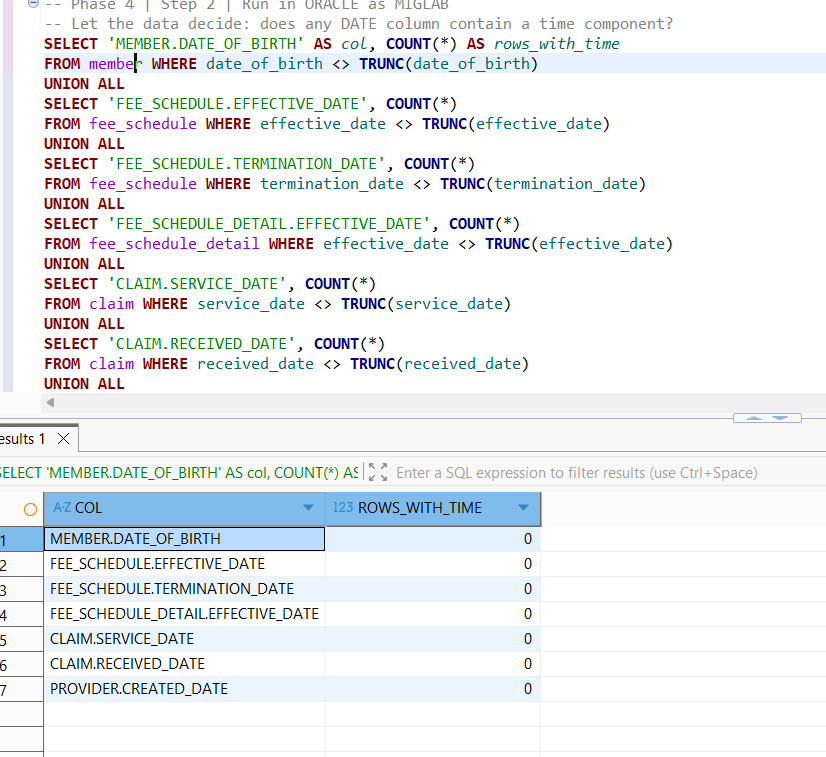 -- Phase 4 | Step 2 | Run in ORACLE as MIGLAB
-- Let the data decide: does any DATE column contain a time component?
SELECT 'MEMBER.DATE_OF_BIRTH' AS col, COUNT(*) AS rows_with_time
FROM member WHERE date_of_birth <> TRUNC(date_of_birth)
UNION ALL
SELECT 'FEE_SCHEDULE.EFFECTIVE_DATE', COUNT(*)
FROM fee_schedule WHERE effective_date <> TRUNC(effective_date)
UNION ALL
SELECT 'FEE_SCHEDULE.TERMINATION_DATE', COUNT(*)
FROM fee_schedule WHERE termination_date <> TRUNC(termination_date)
UNION ALL
SELECT 'FEE_SCHEDULE_DETAIL.EFFECTIVE_DATE', COUNT(*)
FROM fee_schedule_detail WHERE effective_date <> TRUNC(effective_date)
UNION ALL
SELECT 'CLAIM.SERVICE_DATE', COUNT(*)
FROM claim WHERE service_date <> TRUNC(service_date)
UNION ALL
SELECT 'CLAIM.RECEIVED_DATE', COUNT(*)
FROM claim WHERE received_date <> TRUNC(received_date)
UNION ALL
esults 1
SELECT 'MEMBER.DATE_OF_BIRTH' AS col, COUNT(*) AS Enter a SQL expression to filter results (use Ctrl+Space)
A-Z COL 123 ROWS_WITH_TIME
1 MEMBER.DATE_OF_BIRTH 0
2 FEE_SCHEDULE.EFFECTIVE_DATE 0
3 FEE_SCHEDULE.TERMINATION_DATE 0
4 FEE_SCHEDULE_DETAIL.EFFECTIVE_DATE 0
5 CLAIM.SERVICE_DATE 0
6 CLAIM.RECEIVED_DATE 0
7 PROVIDER.CREATED_DATE 0